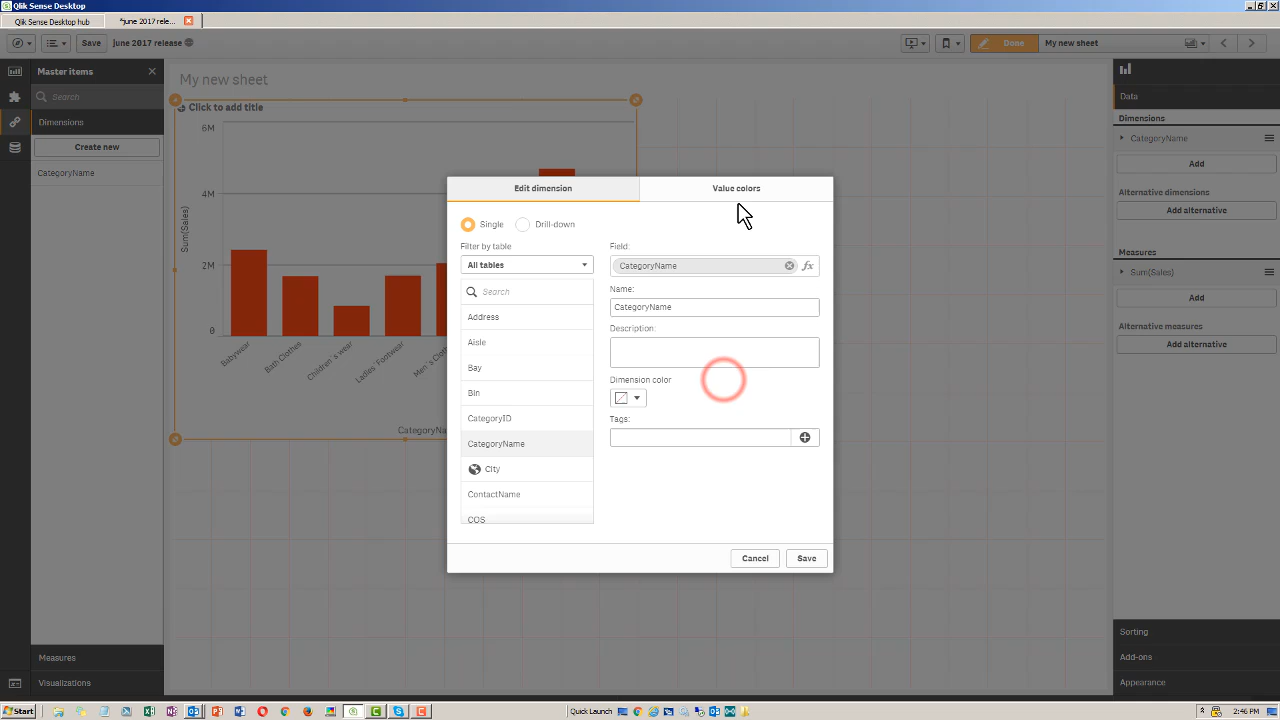 Qlik Sense Desktop
Qlik Sense Desktop hub
*june 2017 rele...
Save
june 2017 release
Done
My new sheet
Master items
Search
Dimensions
Create new
CategoryName
Measures
Visualizations
My new sheet
Click to add title
6M
4M
2M
0
Sum(Sales)
Babywear
Bath Clothes
Children´s wear
Ladies´Footwear
Men´s Cloth
CategoryNa
Edit dimension
Value colors
Single
Drill-down
Filter by table
All tables
Search
Address
Aisle
Bay
Bin
CategoryID
CategoryName
City
ContactName
COS
Field:
CategoryName
fx
Name:
CategoryName
Description:
Dimension color
Tags:
Cancel
Save
Data
Dimensions
CategoryName
Add
Alternative dimensions
Add alternative
Measures
Sum(Sales)
Add
Alternative measures
Add alternative
Sorting
Add-ons
Appearance
Start
Quick Launch
2:46 PM